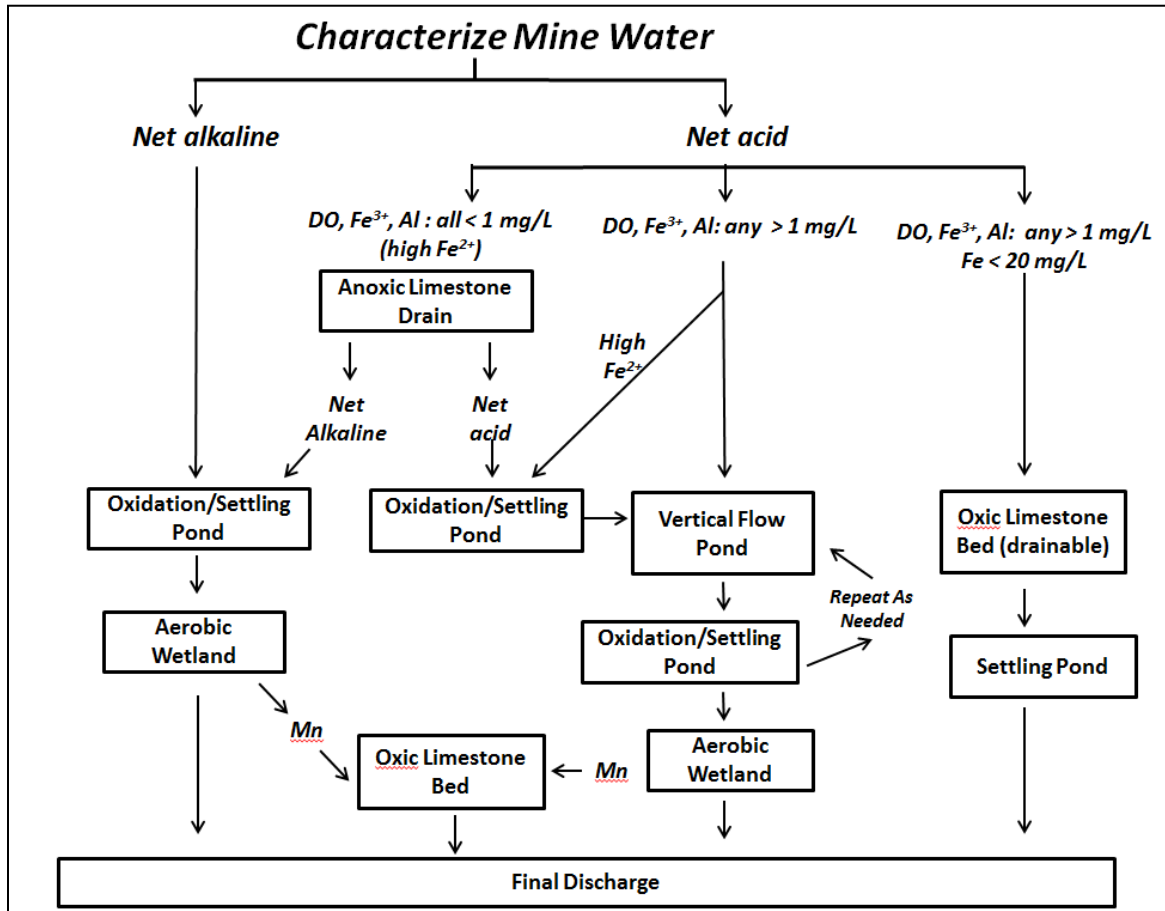 Characterize Mine Water
Net alkaline
Net acid
DO, Fe³⁺, Al : all < 1 mg/L
(high Fe²⁺)
DO, Fe³⁺, Al: any > 1 mg/L
DO, Fe³⁺, Al: any > 1 mg/L
Fe < 20 mg/L
Anoxic Limestone
Drain
High
Fe²⁺
Net
Alkaline
Net
acid
Oxidation/Settling
Pond
Oxidation/Settling
Pond
Vertical Flow
Pond
Oxic Limestone
Bed (drainable)
Repeat As
Needed
Aerobic
Wetland
Oxidation/Settling
Pond
Settling Pond
Mn
Oxic Limestone
Bed
Mn
Aerobic
Wetland
Final Discharge